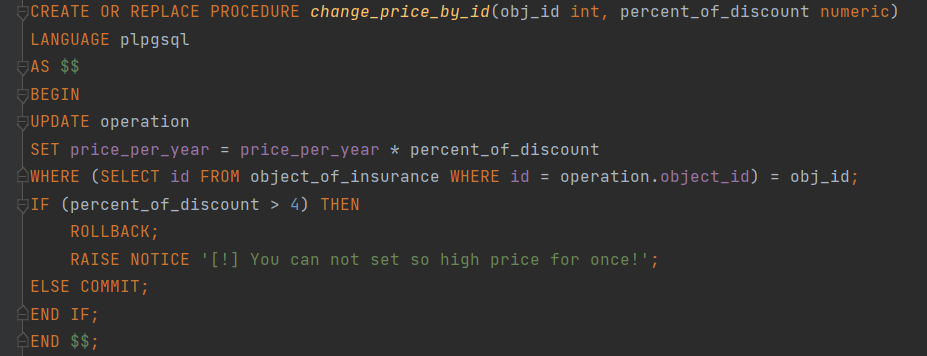 CREATE OR REPLACE PROCEDURE change_price_by_id(obj_id int, percent_of_discount numeric)
LANGUAGE plpgsql
AS $$
BEGIN
UPDATE operation
SET price_per_year = price_per_year * percent_of_discount
WHERE (SELECT id FROM object_of_insurance WHERE id = operation.object_id) = obj_id;
IF (percent_of_discount > 4) THEN
    ROLLBACK;
    RAISE NOTICE '[!] You can not set so high price for once!';
ELSE COMMIT;
END IF;
END $$;